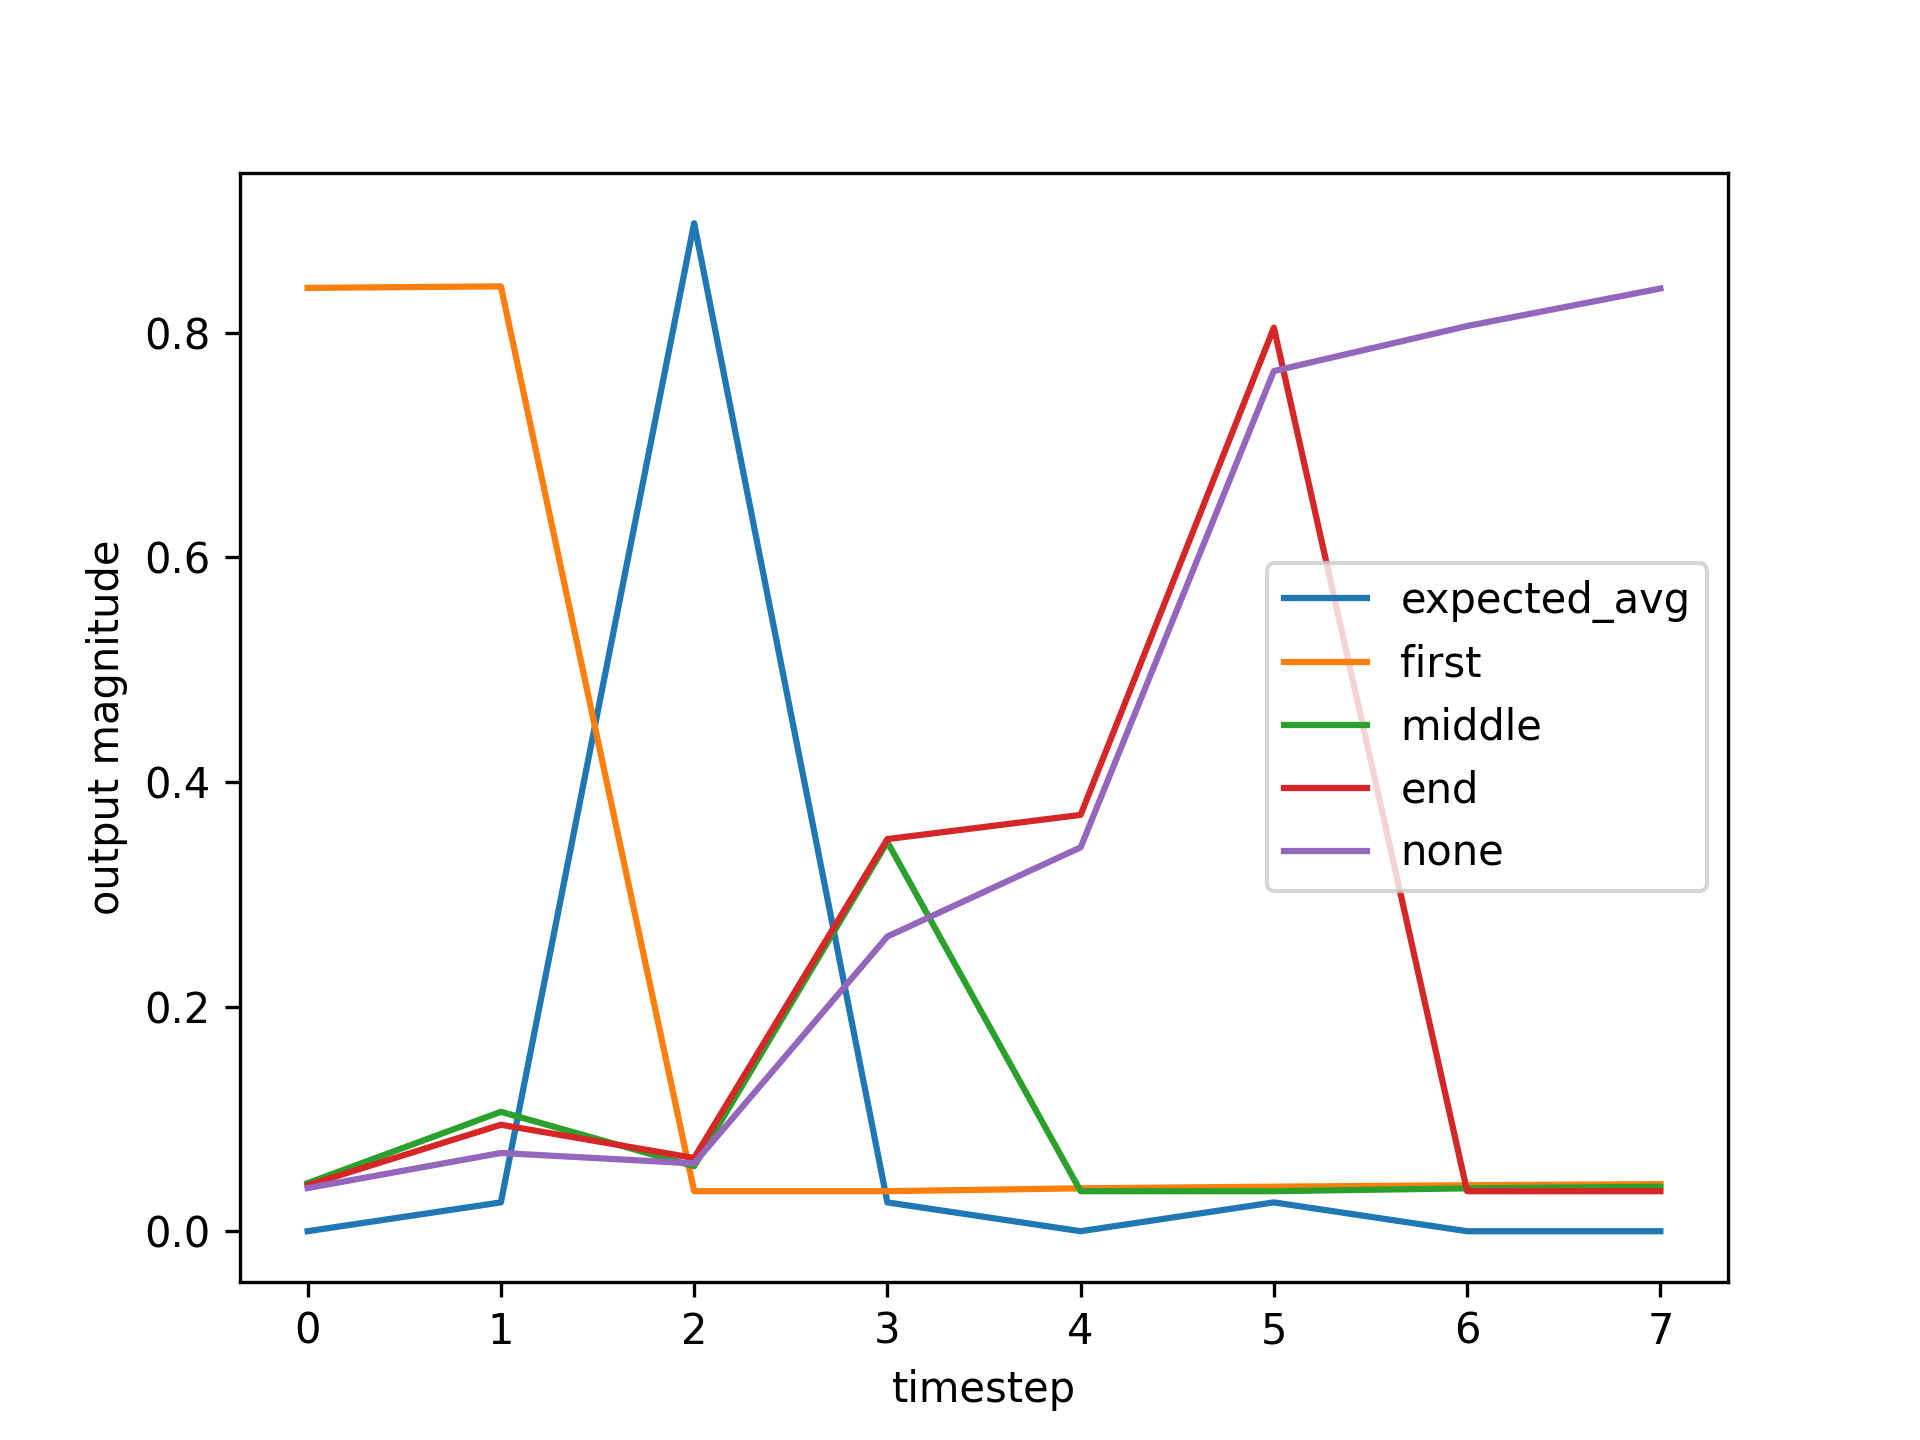 output magnitude
0.8
0.6
0.4
0.2
0.0
expected_avg
first
middle
end
none
0 1 2 3 4 5 6 7
timestep